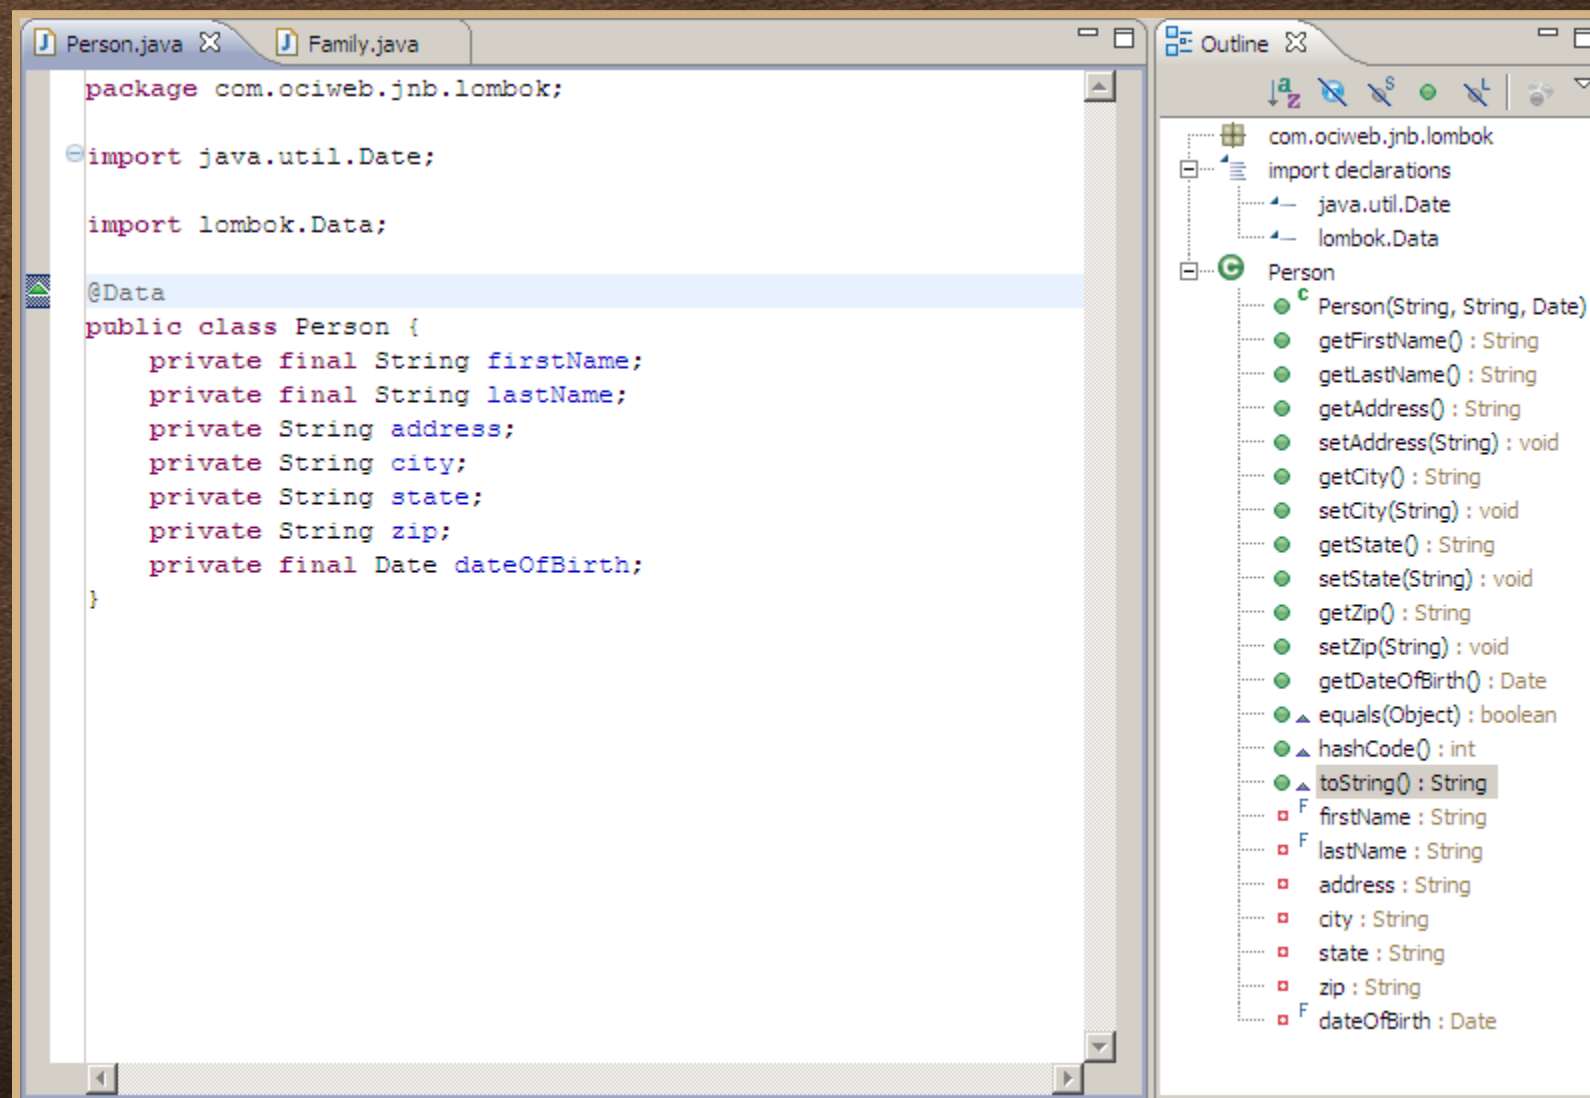 Person.java
Family.java
package com.ociweb.jnb.lombok;
import java.util.Date;
import lombok.Data;
@Data
public class Person {
    private final String firstName;
    private final String lastName;
    private String address;
    private String city;
    private String state;
    private String zip;
    private final Date dateOfBirth;
}
Outline
com.ociweb.jnb.lombok
import declarations
java.util.Date
lombok.Data
Person
Person(String, String, Date)
getFirstName() : String
getLastName() : String
getAddress() : String
setAddress(String) : void
getCity() : String
setCity(String) : void
getState() : String
setState(String) : void
getZip() : String
setZip(String) : void
getDateOfBirth() : Date
equals(Object) : boolean
hashCode() : int
toString() : String
firstName : String
lastName : String
address : String
city : String
state : String
zip : String
dateOfBirth : Date